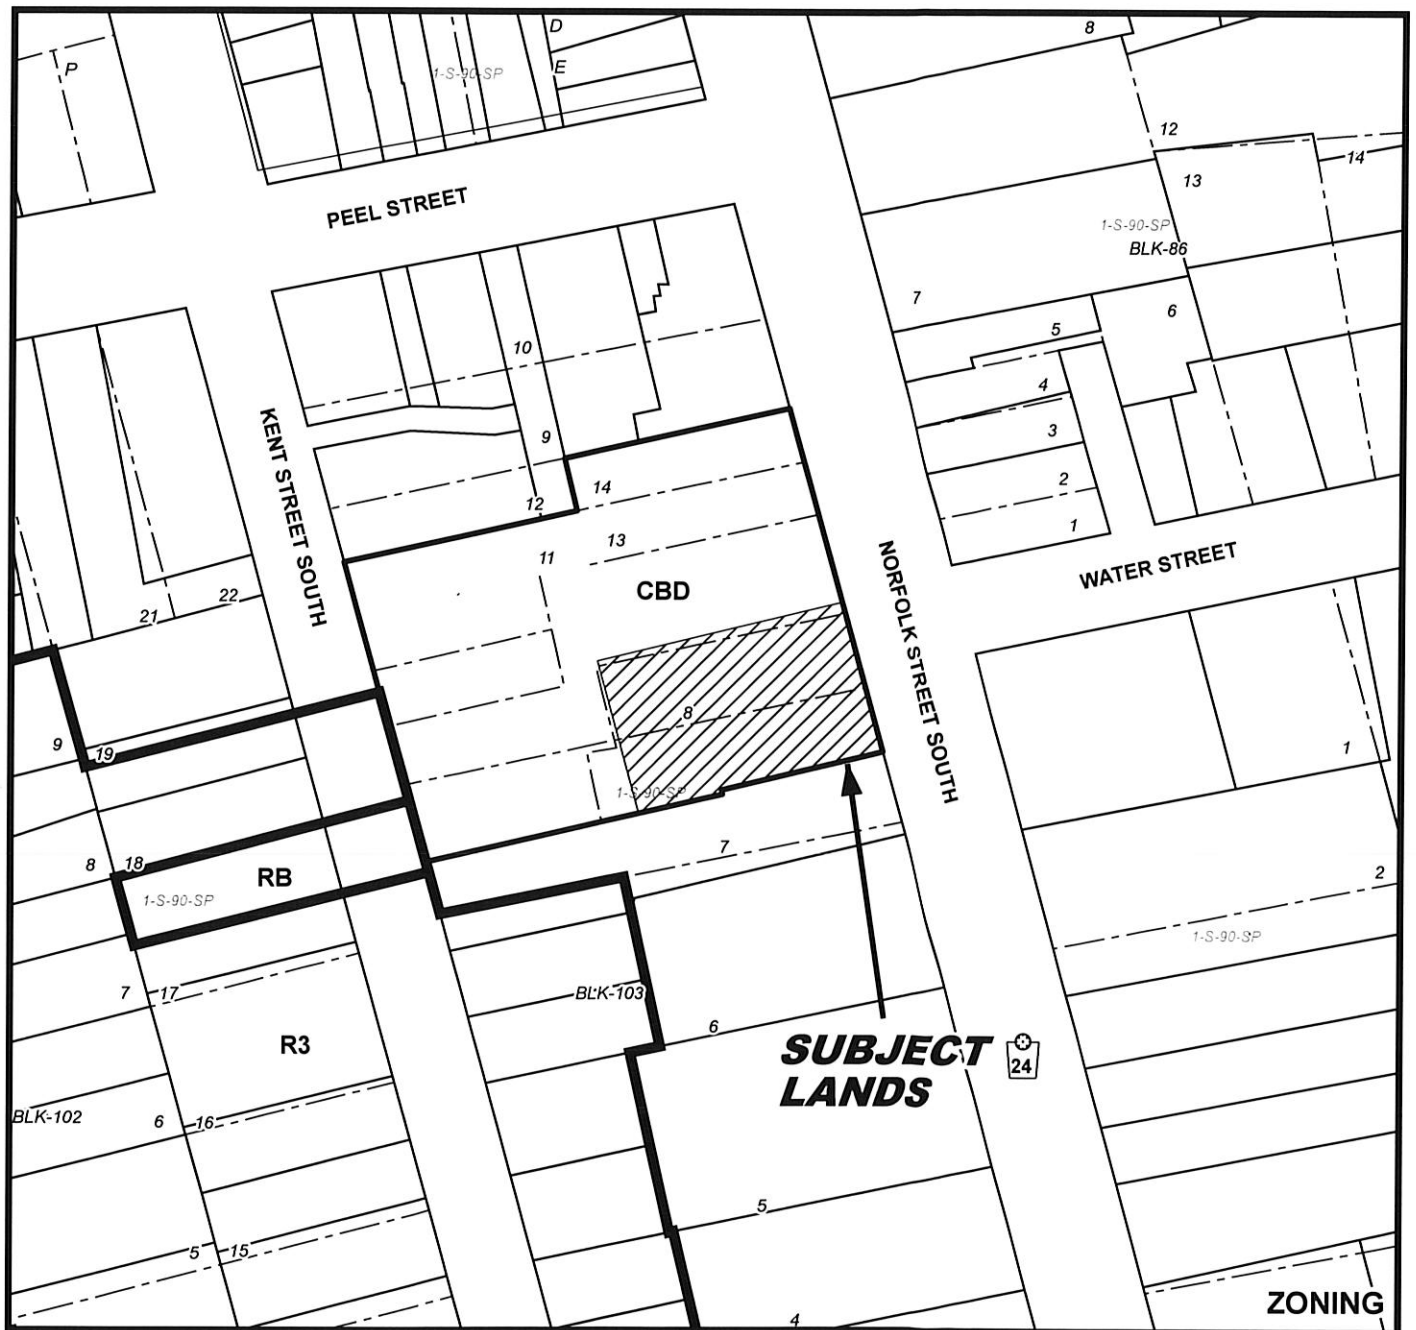 D
8
P
1-S-90-SP
E
12
14
13
PEEL STREET
1-S-90-SP
BLK-86
7
6
5
10
4
KENT STREET SOUTH
9
3
14
2
12
1
13
11
NORFOLK STREET SOUTH
WATER STREET
CBD
22
21
8
9
19
1
1-S-90-SP
7
8
18
RB
2
1-S-90-SP
1-S-90-SP
7
17
BLK-103
6
R3
SUBJECT
LANDS
24
BLK-102
6
16
5
5
15
ZONING
4